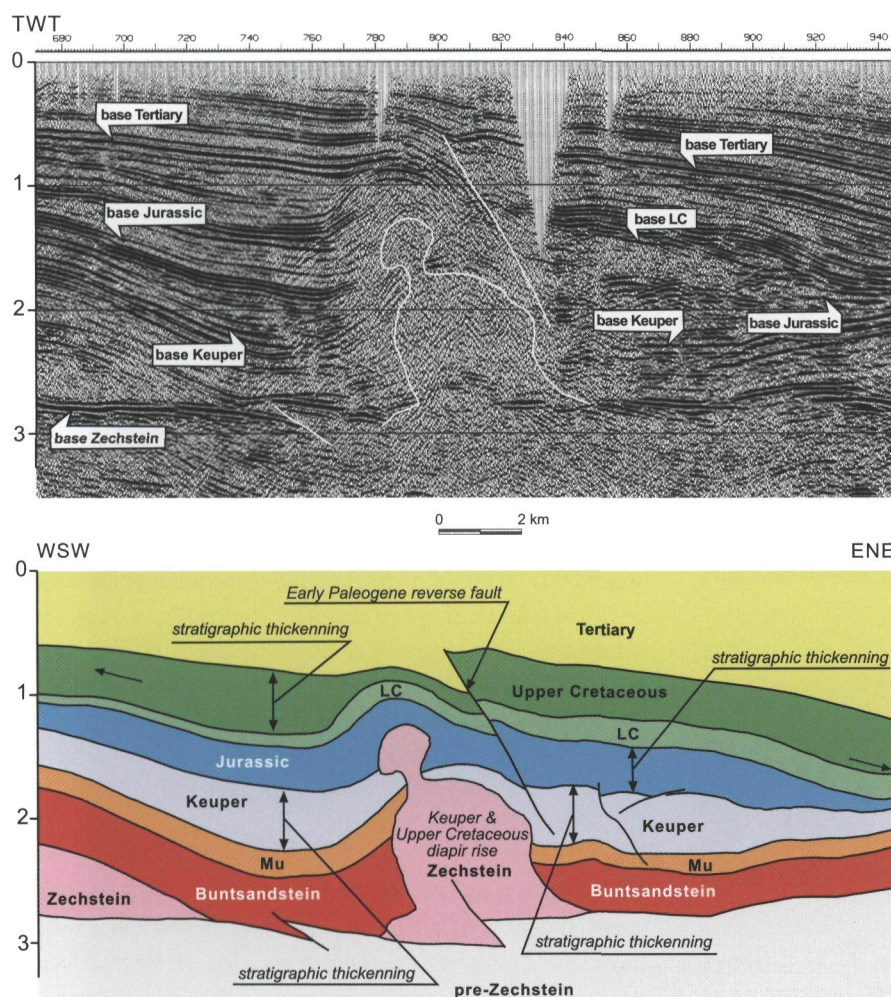 TWT
680 700 720 740 760 780 800 820 840 860 880 900 920 940
0
base Tertiary
base Tertiary
1
base Jurassic
base LC
2
base Keuper
base Keuper
base Jurassic
3
base Zechstein
0 2 km
WSW
ENE
0
Early Paleogene reverse fault
stratigraphic thickenning
Tertiary
stratigraphic thickenning
1
LC
Upper Cretaceous
LC
Jurassic
Keuper
2
Keuper &
Upper Cretaceous
diapir rise
Keuper
Mu
Zechstein
Mu
Zechstein
Buntsandstein
Buntsandstein
3
stratigraphic thickenning
stratigraphic thickenning
pre-Zechstein